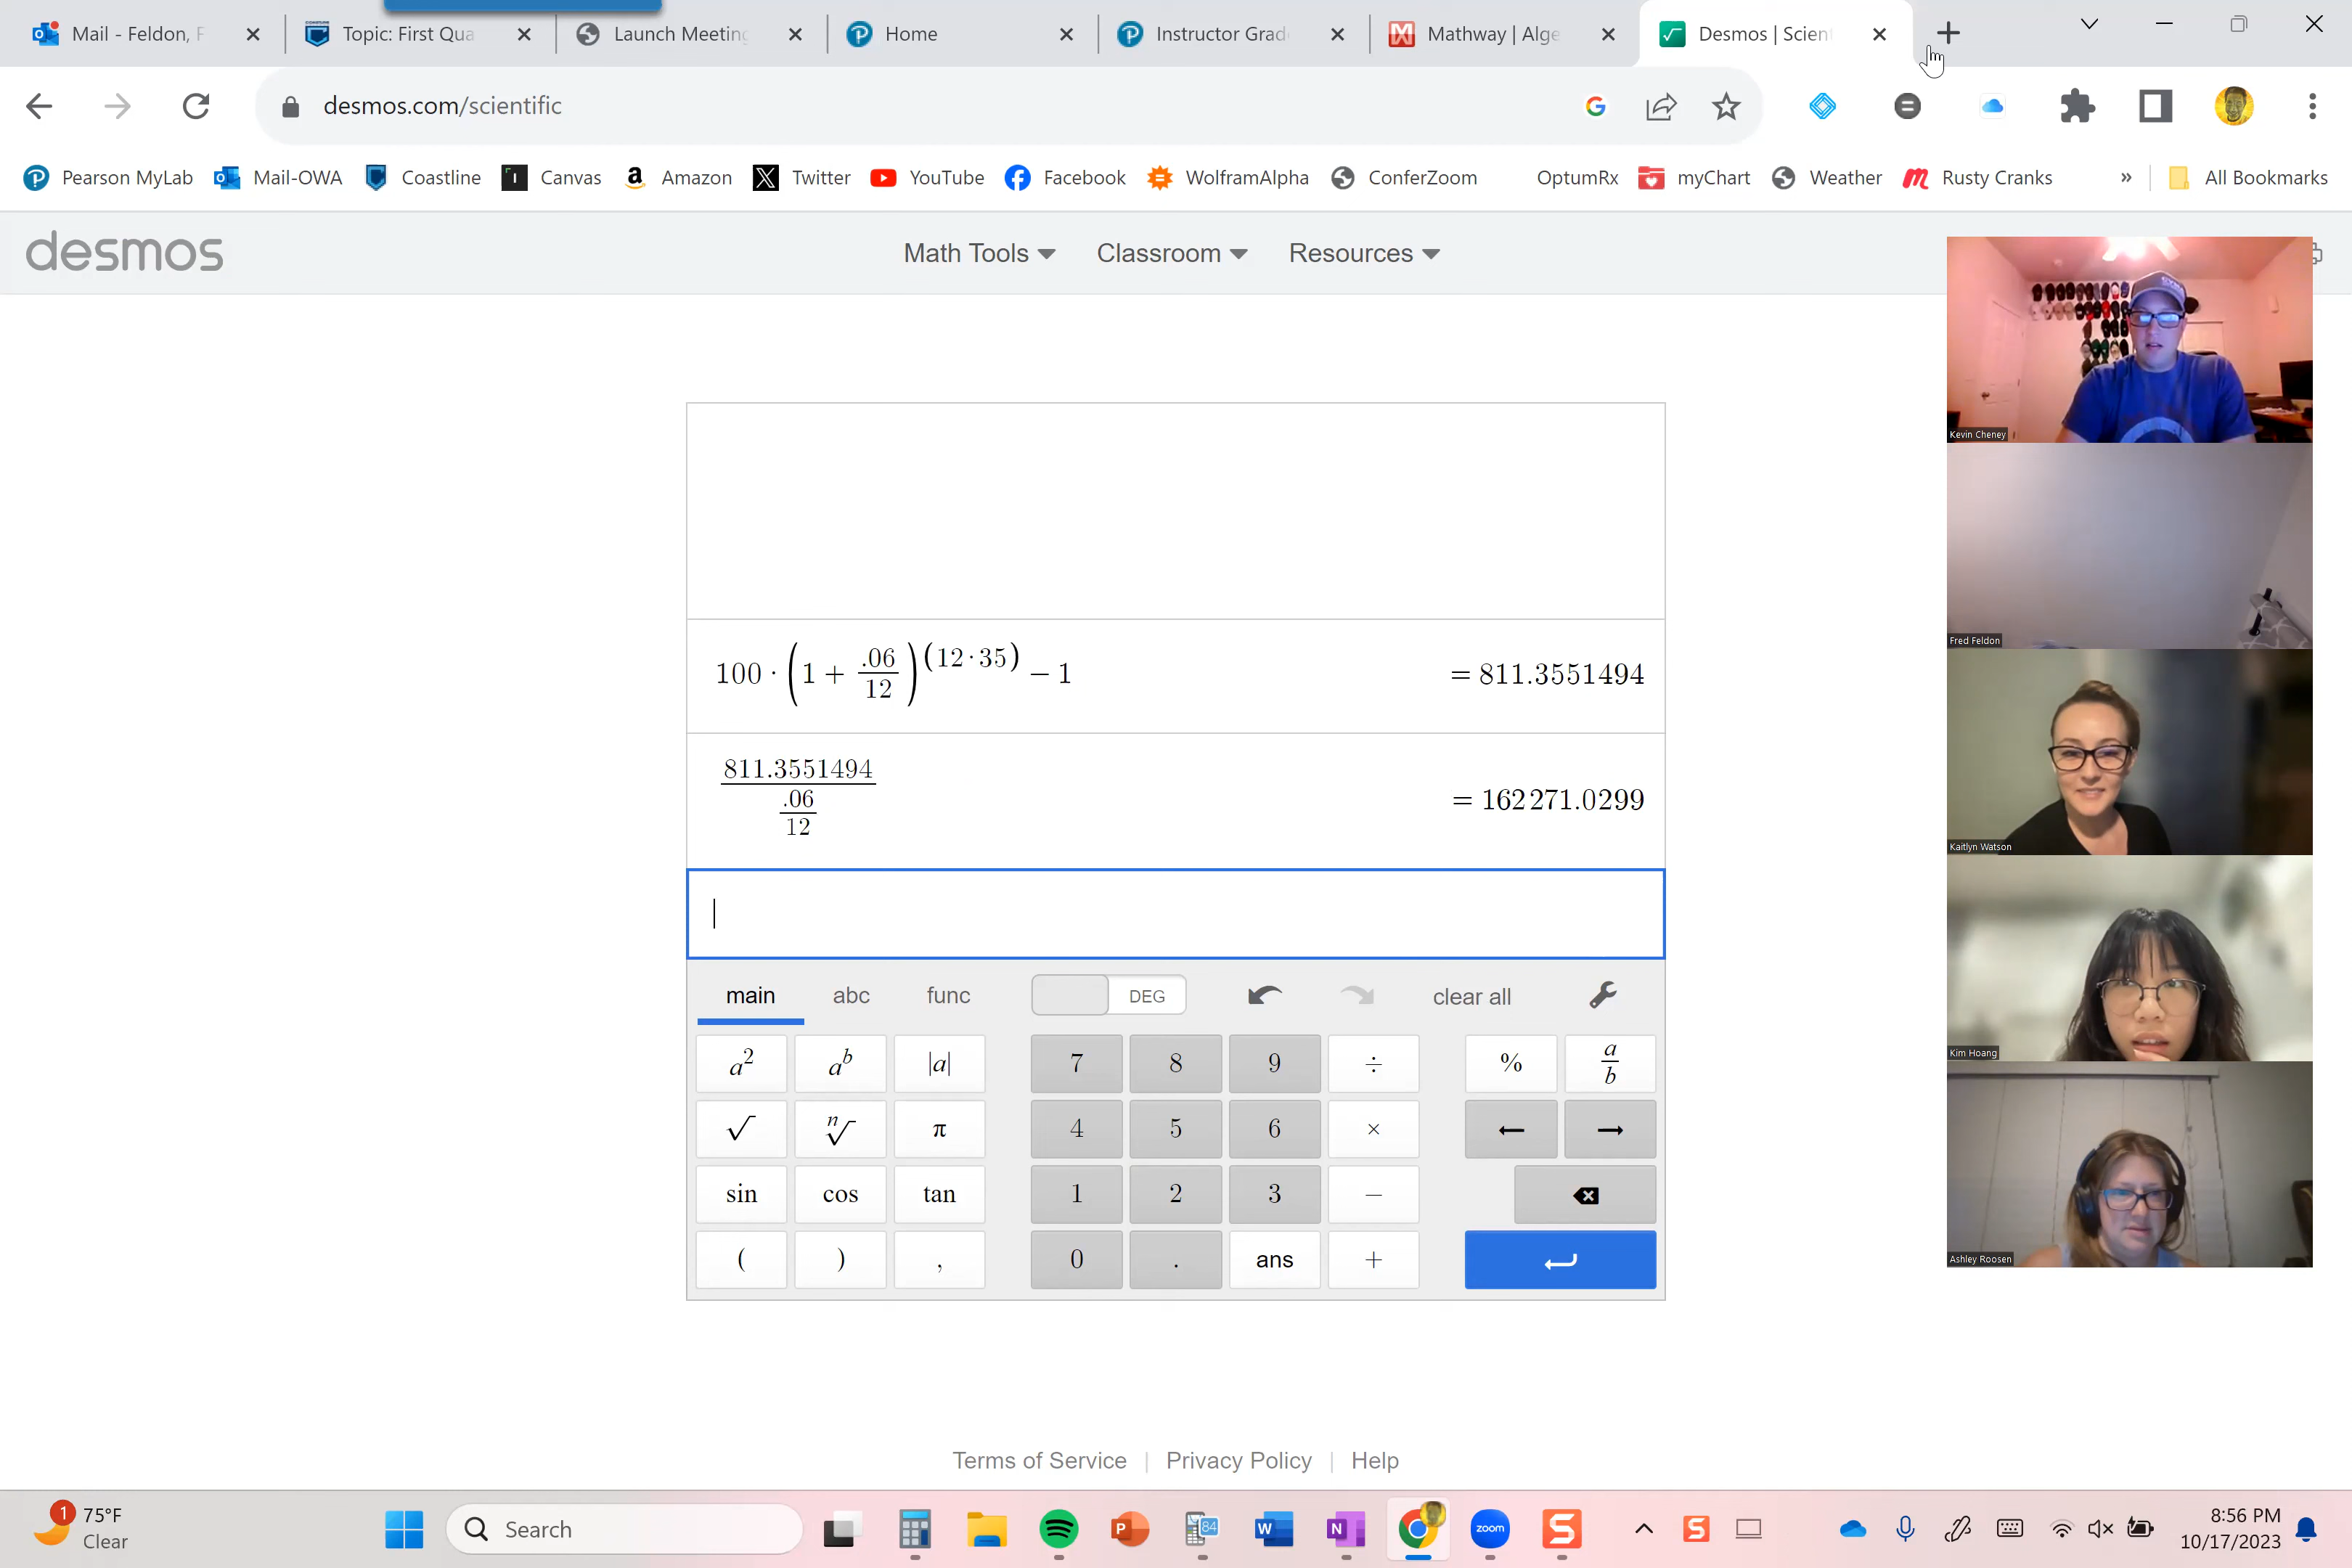 Mail - Feldon, F
Topic: First Qua
Launch Meeting
Home
Instructor Grad
Mathway | Alge
Desmos | Scien
desmos.com/scientific
Pearson MyLab Mail-OWA Coastline Canvas Amazon Twitter YouTube Facebook WolframAlpha ConferZoom OptumRx myChart Weather Rusty Cranks » All Bookmarks
desmos Math Tools Classroom Resources
Kevin Cheney
Fred Feldon
Kaitlyn Watson
Kim Hoang
Ashley Roosen
100 · (1 + .06/12)^(12·35) − 1 = 811.3551494
811.3551494/(.06/12) = 162271.0299
main abc func DEG clear all
a² aᵇ |a| 7 8 9 ÷ % a/b
√ ⁿ√ π 4 5 6 × ← →
sin cos tan 1 2 3 −
( ) , 0 . ans +
Terms of Service | Privacy Policy | Help
1 75°F
Clear
Search
84
zoom
8:56 PM
10/17/2023